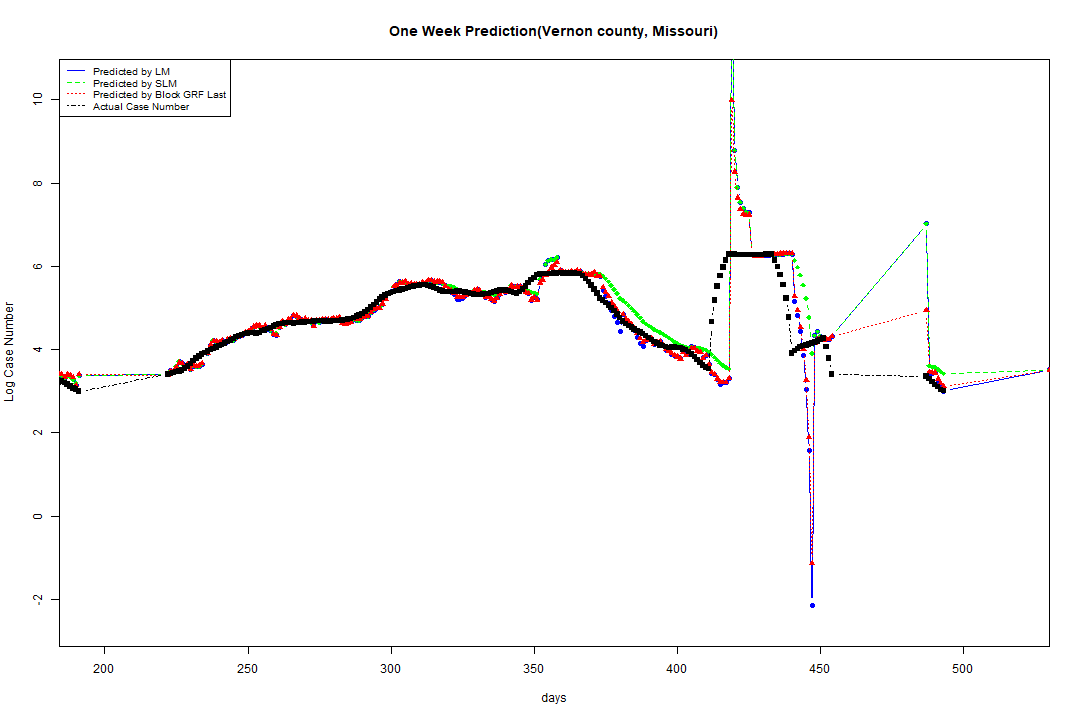 One Week Prediction(Vernon county, Missouri)
Predicted by LM
Predicted by SLM
Predicted by Block GRF Last
Actual Case Number
Log Case Number
10
8
6
4
2
0
-2
200 250 300 350 400 450 500
days